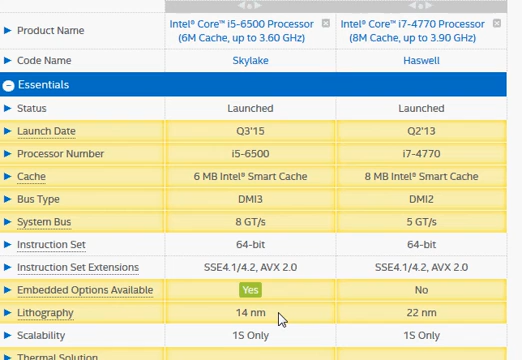 Product Name Intel® Core™ i5-6500 Processor Intel® Core™ i7-4770 Processor
(6M Cache, up to 3.60 GHz) (8M Cache, up to 3.90 GHz)
Code Name Skylake Haswell
Essentials
Status Launched Launched
Launch Date Q3'15 Q2'13
Processor Number i5-6500 i7-4770
Cache 6 MB Intel® Smart Cache 8 MB Intel® Smart Cache
Bus Type DMI3 DMI2
System Bus 8 GT/s 5 GT/s
Instruction Set 64-bit 64-bit
Instruction Set Extensions SSE4.1/4.2, AVX 2.0 SSE4.1/4.2, AVX 2.0
Embedded Options Available Yes No
Lithography 14 nm 22 nm
Scalability 1S Only 1S Only
Thermal Solution